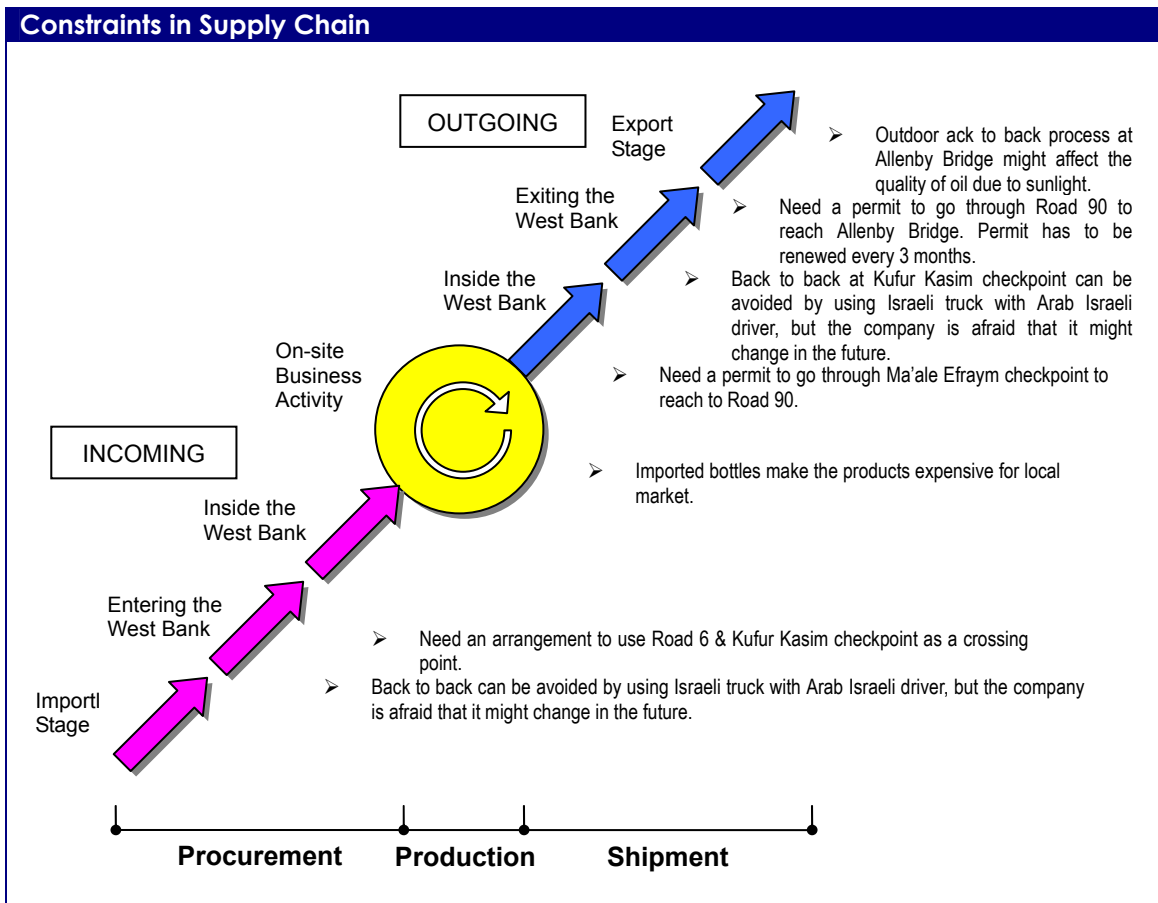 Constraints in Supply Chain
OUTGOING
Export
Stage
➢ Outdoor ack to back process at
Allenby Bridge might affect the
quality of oil due to sunlight.
Exiting the
West Bank
➢ Need a permit to go through Road 90 to
reach Allenby Bridge. Permit has to be
renewed every 3 months.
Inside the
West Bank
➢ Back to back at Kufur Kasim checkpoint can be
avoided by using Israeli truck with Arab Israeli
driver, but the company is afraid that it might
change in the future.
On-site
Business
Activity
➢ Need a permit to go through Ma’ale Efraym checkpoint to
reach to Road 90.
INCOMING
➢ Imported bottles make the products expensive for local
market.
Inside the
West Bank
Entering the
West Bank
➢ Need an arrangement to use Road 6 & Kufur Kasim checkpoint as a crossing
point.
Importl
Stage
➢ Back to back can be avoided by using Israeli truck with Arab Israeli driver, but the company
is afraid that it might change in the future.
Procurement
Production
Shipment